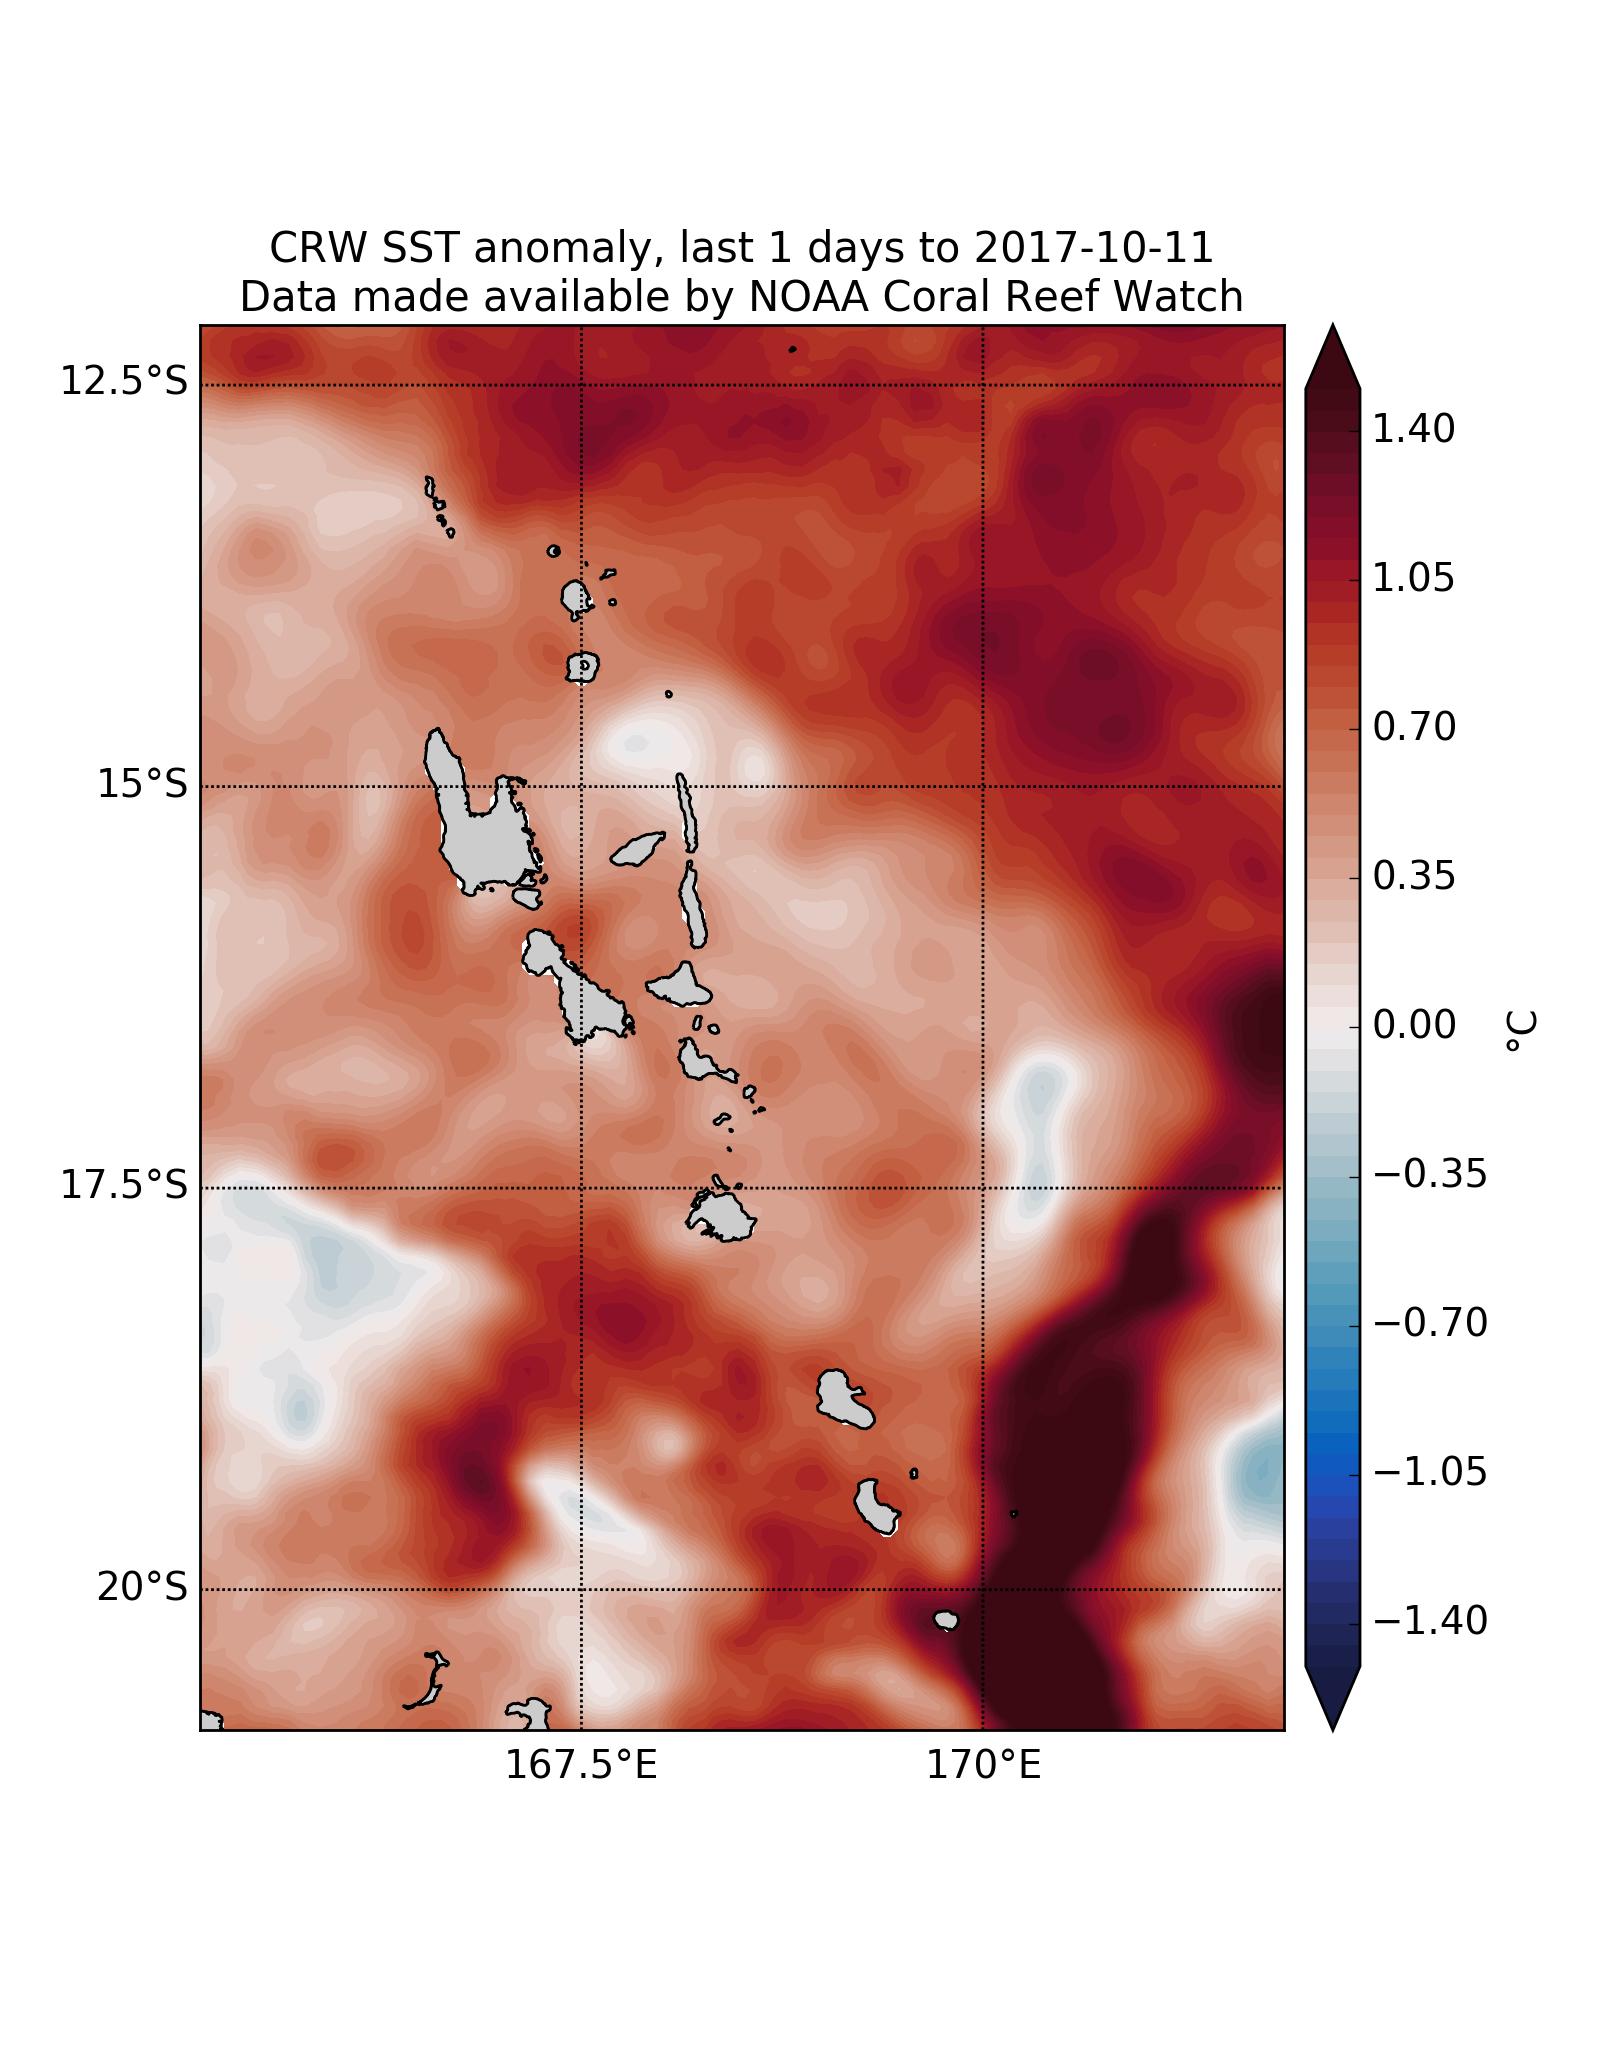 CRW SST anomaly, last 1 days to 2017-10-11
Data made available by NOAA Coral Reef Watch
12.5°S
15°S
17.5°S
20°S
167.5°E
170°E
1.40
1.05
0.70
0.35
0.00
−0.35
−0.70
−1.05
−1.40
°C